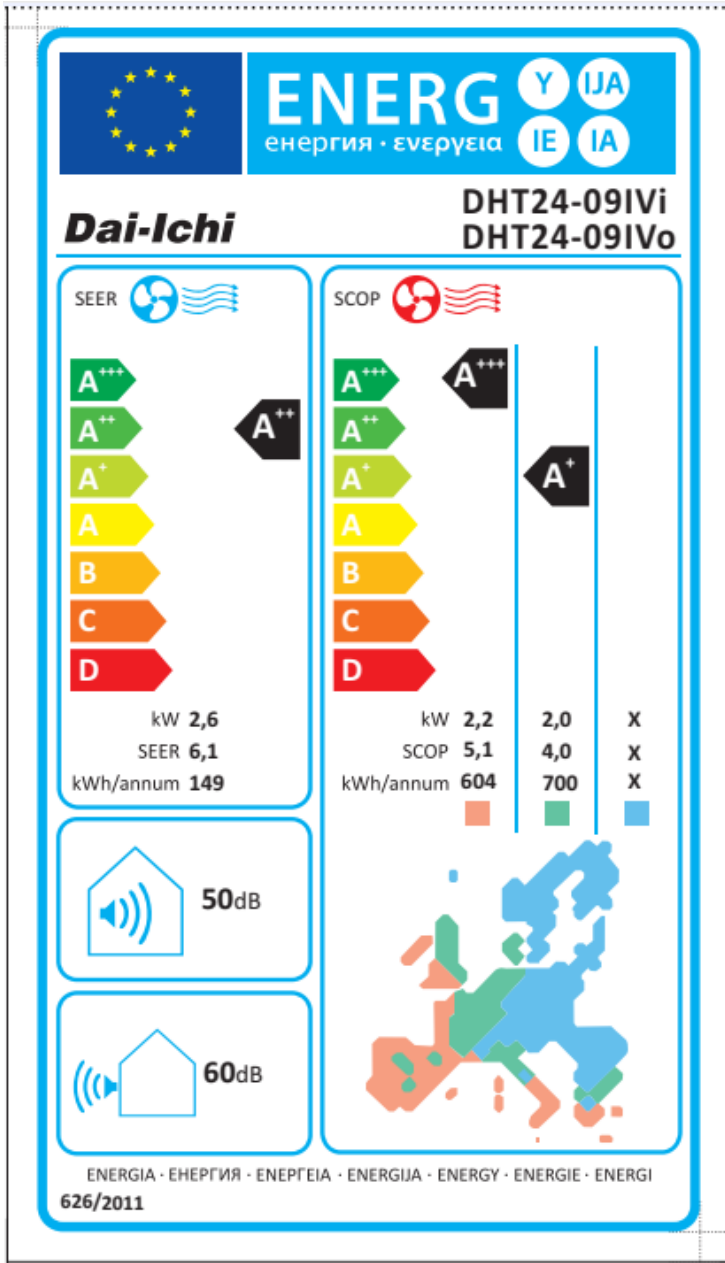 ENERG Y IJA
енергия · ενεργεια IE IA
Dai-Ichi
DHT24-09IVi
DHT24-09IVo
SEER
A+++
A++
A+
A
B
C
D
A++
kW 2,6
SEER 6,1
kWh/annum 149
SCOP
A+++
A++
A+
A
B
C
D
A+++
A+
kW 2,2 2,0 X
SCOP 5,1 4,0 X
kWh/annum 604 700 X
50dB
60dB
ENERGIA · ЕНЕРГИЯ · ΕΝΕΡΓΕΙΑ · ENERGIJA · ENERGY · ENERGIE · ENERGI
626/2011